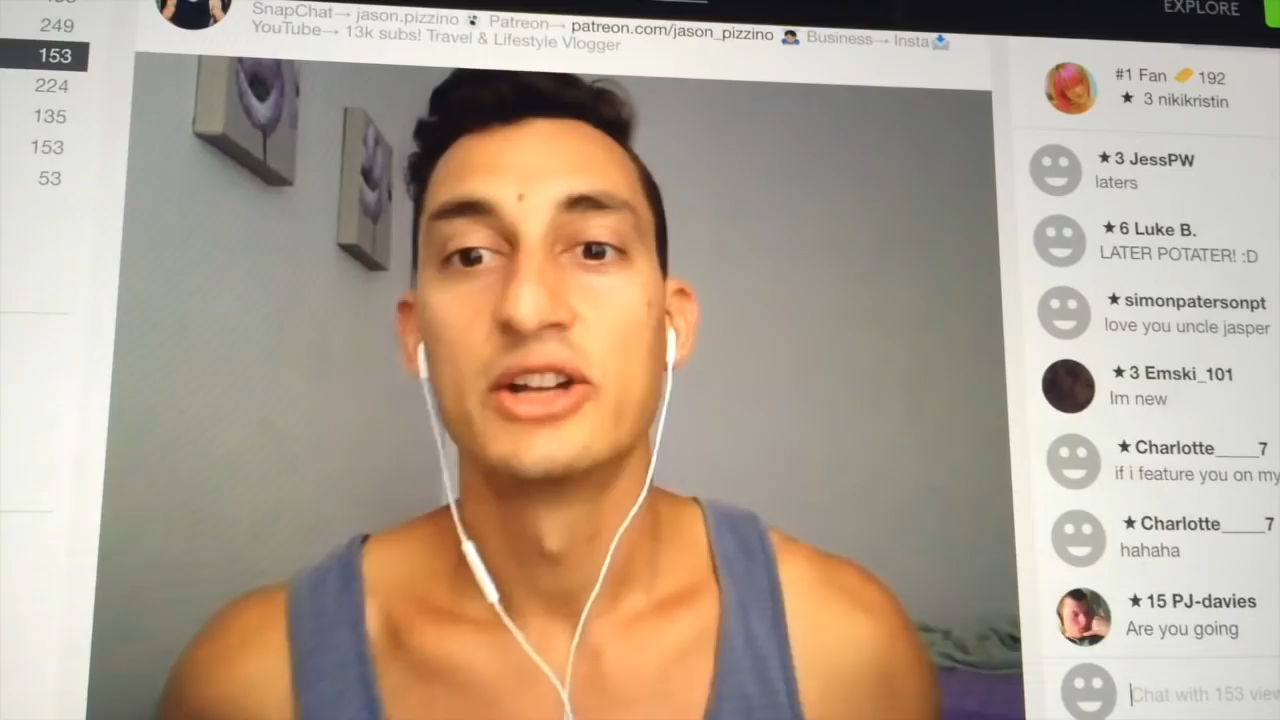 EXPLORE
SnapChat→ jason.pizzino Patreon→ patreon.com/jason_pizzino Business→ Insta
YouTube→ 13k subs! Travel & Lifestyle Vlogger
249
153
224
135
153
53
#1 Fan 192
★ 3 nikikristin
★3 JessPW
laters
★6 Luke B.
LATER POTATER! :D
★simonpatersonpt
love you uncle jasper
★3 Emski_101
Im new
★Charlotte____7
if i feature you on my
★Charlotte____7
hahaha
★15 PJ-davies
Are you going
Chat with 153 view